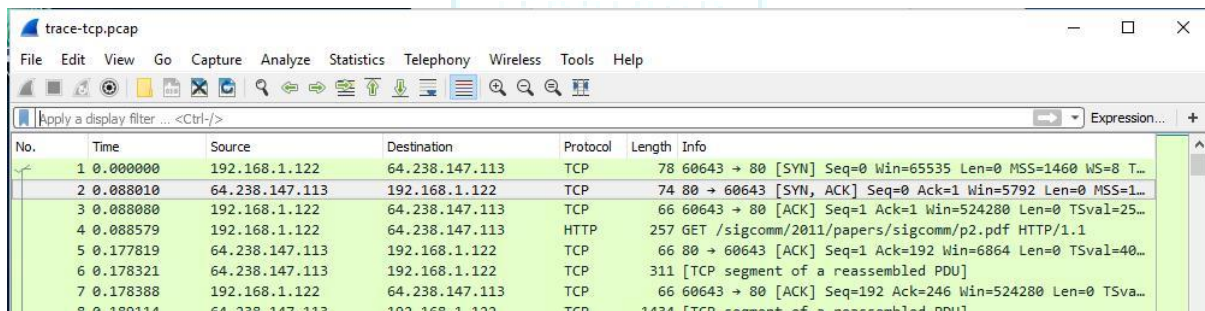 trace-tcp.pcap
File Edit View Go Capture Analyze Statistics Telephony Wireless Tools Help
Apply a display filter ... <Ctrl-/> Expression... +
No. Time Source Destination Protocol Length Info
1 0.000000 192.168.1.122 64.238.147.113 TCP 78 60643 → 80 [SYN] Seq=0 Win=65535 Len=0 MSS=1460 WS=8 T…
2 0.088010 64.238.147.113 192.168.1.122 TCP 74 80 → 60643 [SYN, ACK] Seq=0 Ack=1 Win=5792 Len=0 MSS=1…
3 0.088080 192.168.1.122 64.238.147.113 TCP 66 60643 → 80 [ACK] Seq=1 Ack=1 Win=524280 Len=0 TSval=25…
4 0.088579 192.168.1.122 64.238.147.113 HTTP 257 GET /sigcomm/2011/papers/sigcomm/p2.pdf HTTP/1.1
5 0.177819 64.238.147.113 192.168.1.122 TCP 66 80 → 60643 [ACK] Seq=1 Ack=192 Win=6864 Len=0 TSval=40…
6 0.178321 64.238.147.113 192.168.1.122 TCP 311 [TCP segment of a reassembled PDU]
7 0.178388 192.168.1.122 64.238.147.113 TCP 66 60643 → 80 [ACK] Seq=192 Ack=246 Win=524280 Len=0 TSva…